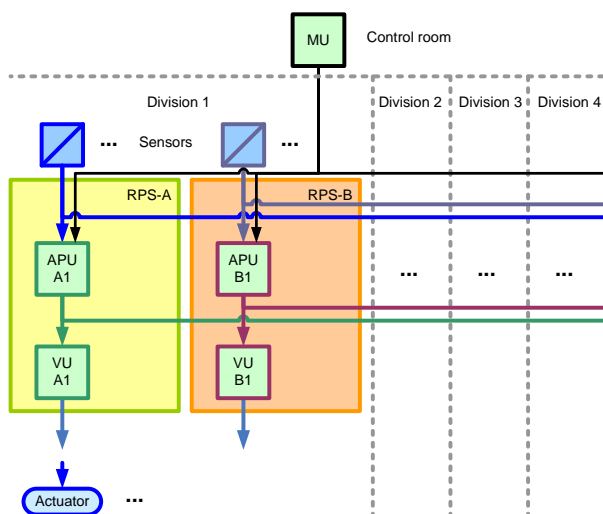 MU
Control room
Division 1
Division 2
Division 3
Division 4
... Sensors ...
RPS-A
RPS-B
APU
A1
APU
B1
...
...
...
VU
A1
VU
B1
Actuator ...